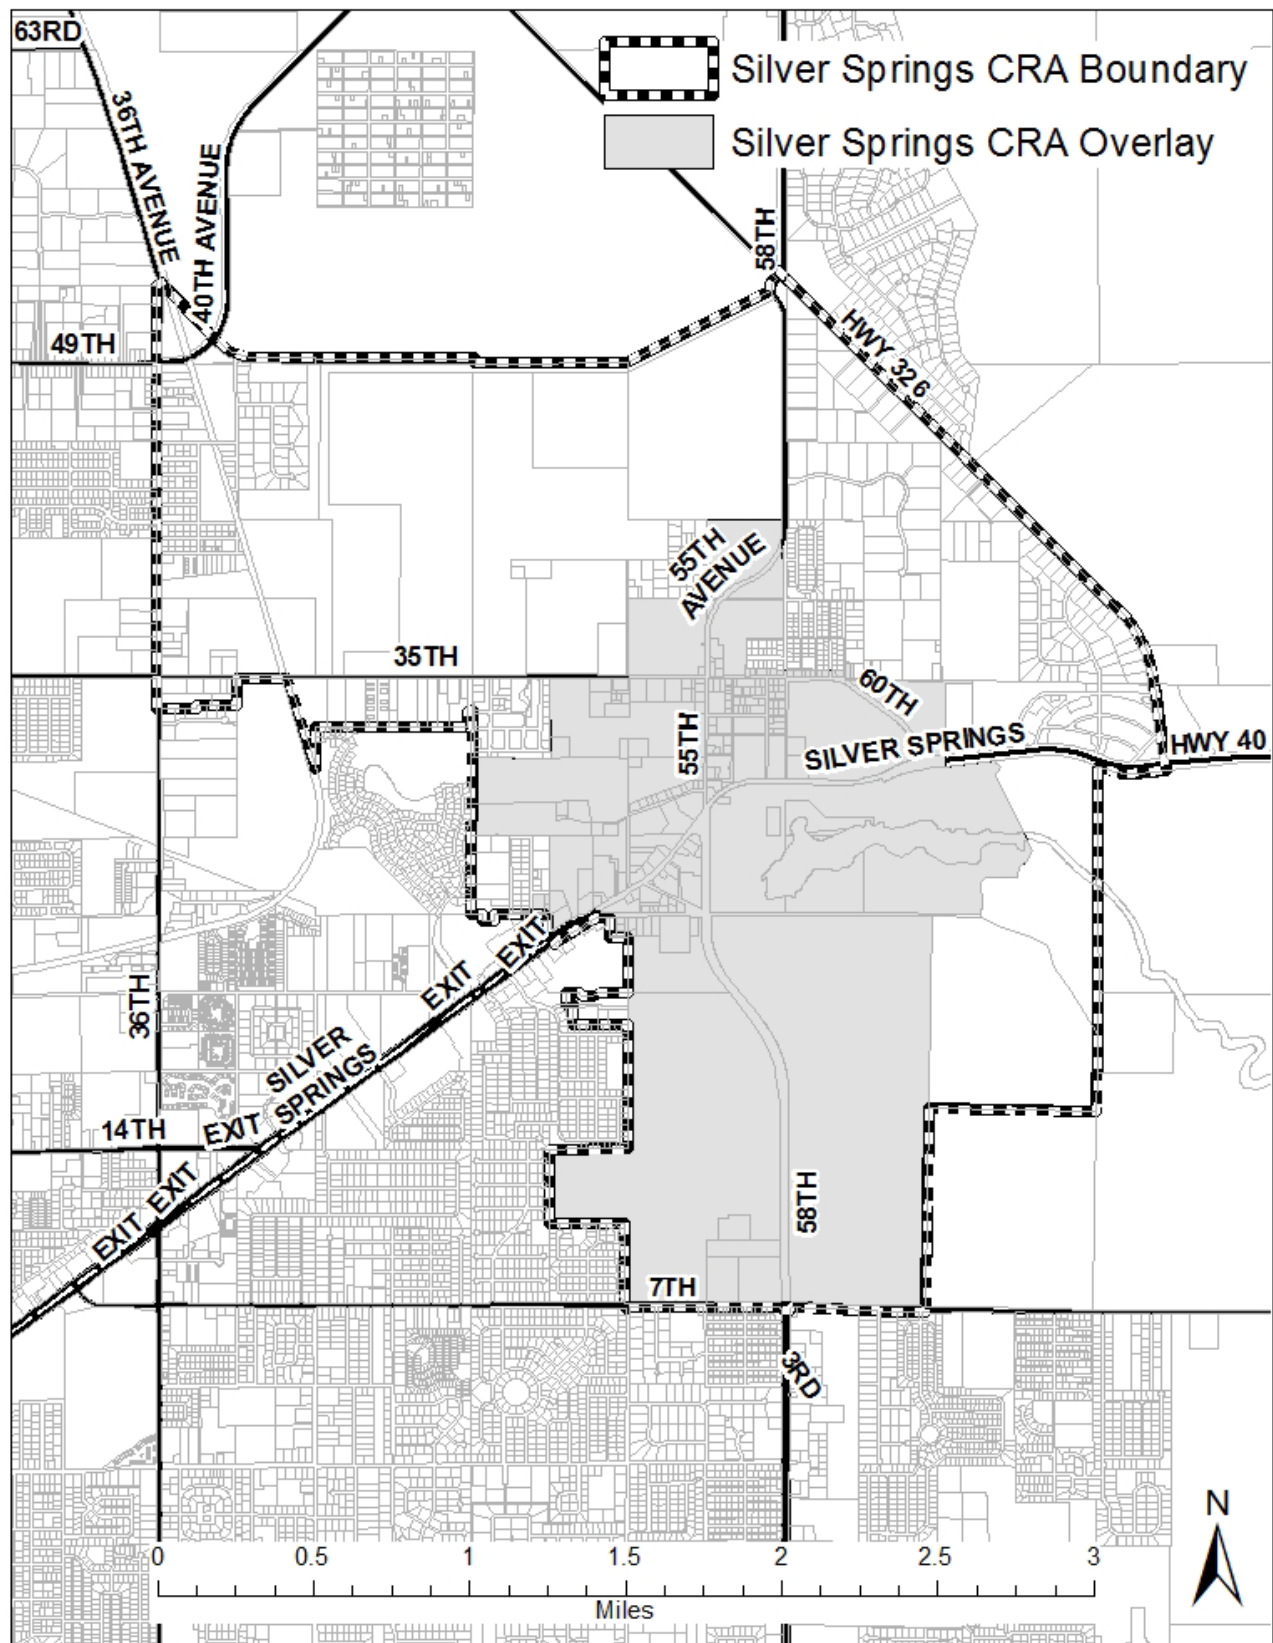 63RD
Silver Springs CRA Boundary
36TH AVENUE
Silver Springs CRA Overlay
40TH AVENUE
58TH
49TH
HWY 326
55TH
AVENUE
35TH
60TH
55TH
SILVER SPRINGS
HWY 40
EXIT
EXIT
36TH
SILVER
SPRINGS
14TH
EXIT
EXIT
EXIT
58TH
7TH
3RD
N
0 0.5 1 1.5 2 2.5 3
Miles